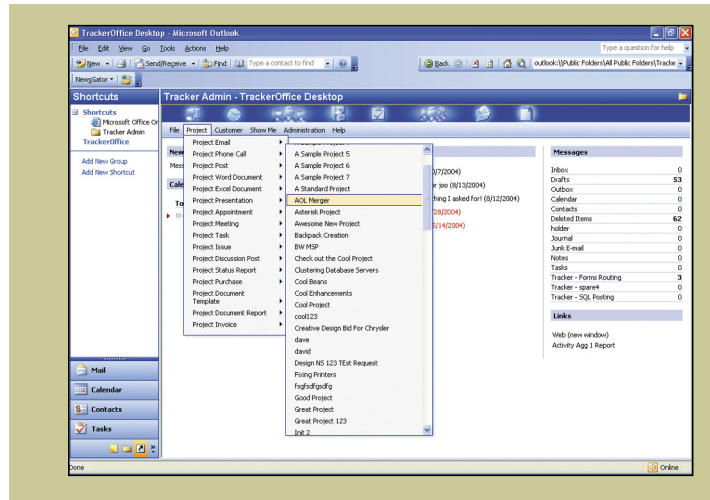 TrackerOffice Desktop - Microsoft Outlook
File Edit View Go Tools Actions Help
Type a question for help
New Send/Receive Find Type a contact to find
Back
outlook:\\Public Folders\All Public Folders\Tracke
NewsGator
Shortcuts
Tracker Admin - TrackerOffice Desktop
Shortcuts
Microsoft Office On
Tracker Admin
TrackerOffice
Add New Group
Add New Shortcut
File Project Customer Show Me Administration Help
Project Email
Project Phone Call
Project Post
Project Word Document
Project Excel Document
Project Presentation
Project Appointment
Project Meeting
Project Task
Project Issue
Project Discussion Post
Project Status Report
Project Purchase
Project Document
Template
Project Document Report
Project Invoice
A Sample Project 5
A Sample Project 6
A Sample Project 7
A Standard Project
AOL Merger
Asterisk Project
Awesome New Project
Backpack Creation
BW MSP
Check out the Cool Project
Clustering Database Servers
Cool Beans
Cool Enhancements
Cool Project
cool123
Creative Design Bid For Chrysler
dave
david
Design NS 123 TEst Request
Fixing Printers
fsgfsdfgsdfg
Good Project
Great Project
Great Project 123
Init 2
/7/2004)
joo (8/13/2004)
hing I asked for! (8/12/2004)
/28/2004)
/14/2004)
Messages
Inbox 0
Drafts 53
Outbox 0
Calendar 0
Contacts 0
Deleted Items 62
holder 0
Journal 0
Junk E-mail 0
Notes 0
Tasks 0
Tracker - Forms Routing 3
Tracker - spare4 0
Tracker - SQL Posting 0
Links
Web (new window)
Activity Agg 1 Report
Mail
Calendar
Contacts
Tasks
Done
Online